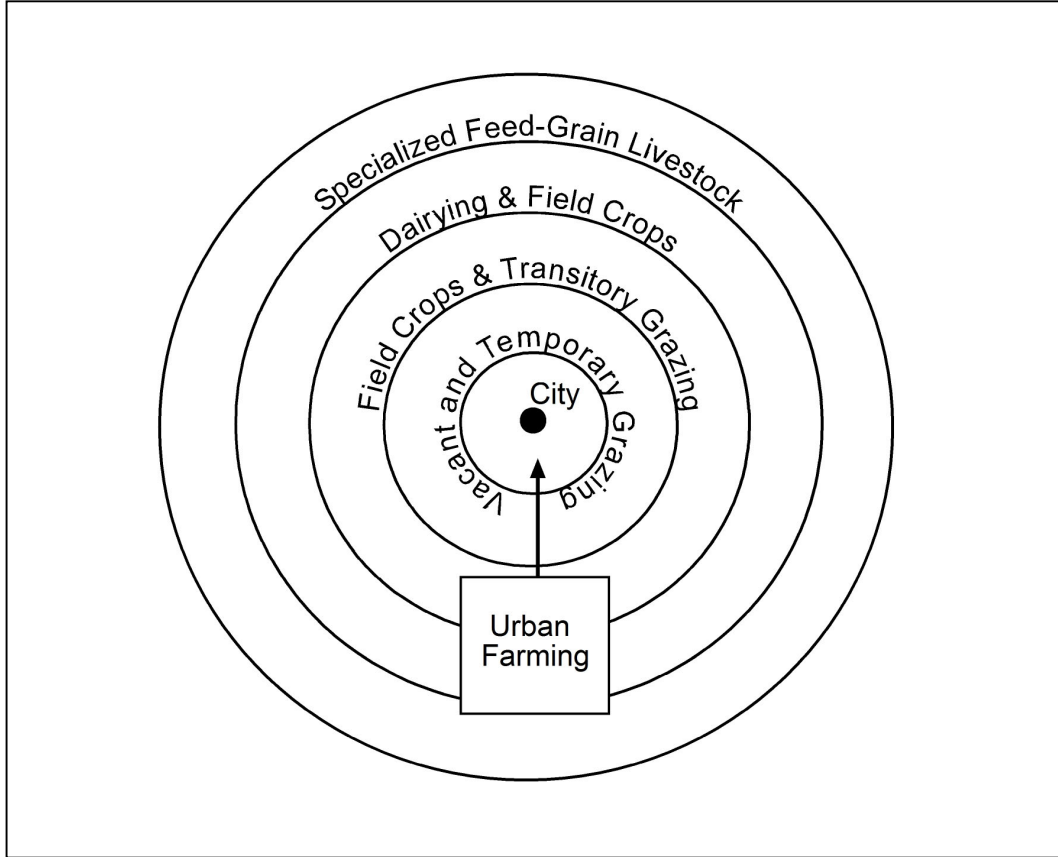 Specialized Feed-Grain Livestock
Dairying & Field Crops
Field Crops & Transitory Grazing
Vacant and Temporary Grazing
City
Urban
Farming